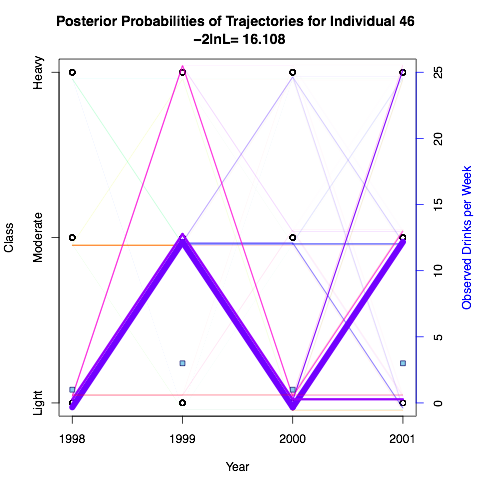 Posterior Probabilities of Trajectories for Individual 46
−2lnL= 16.108
Heavy
Moderate
Light
Class
25
20
15
10
5
0
Observed Drinks per Week
1998
1999
2000
2001
Year